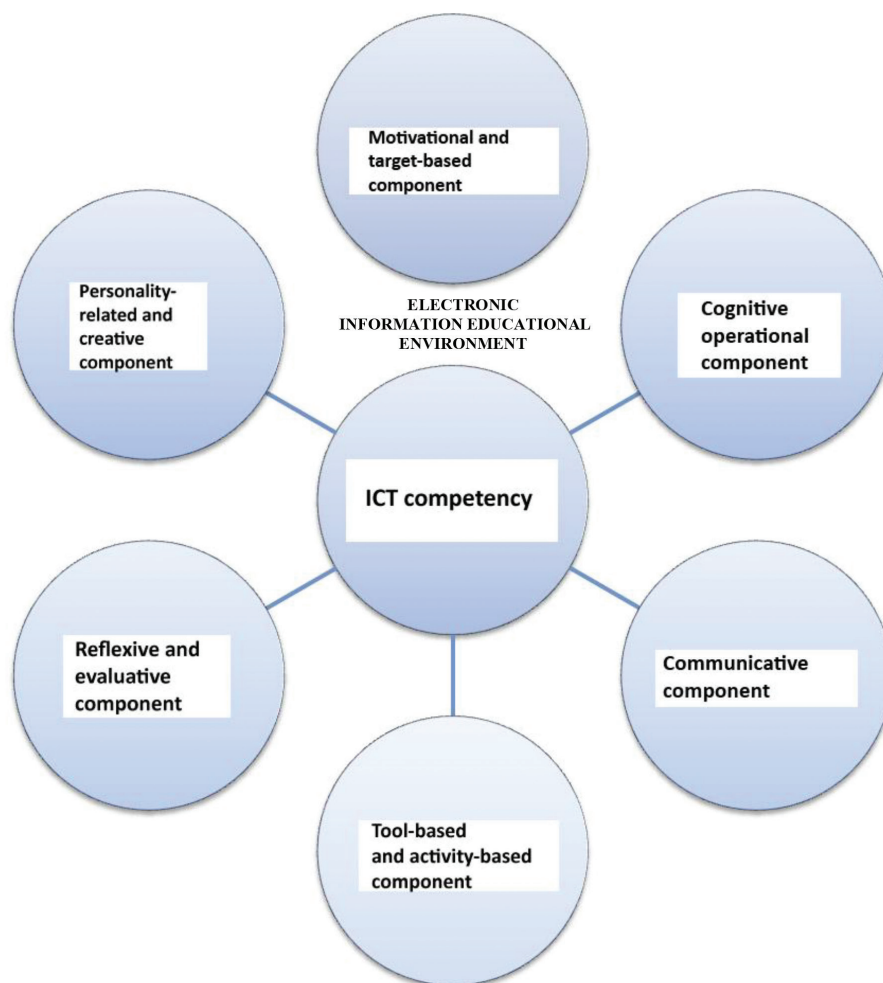 Motivational and
target-based
component
Personality-
related and
creative
component
ELECTRONIC
INFORMATION EDUCATIONAL
ENVIRONMENT
Cognitive
operational
component
ICT competency
Reflexive and
evaluative
component
Communicative
component
Tool-based
and activity-based
component